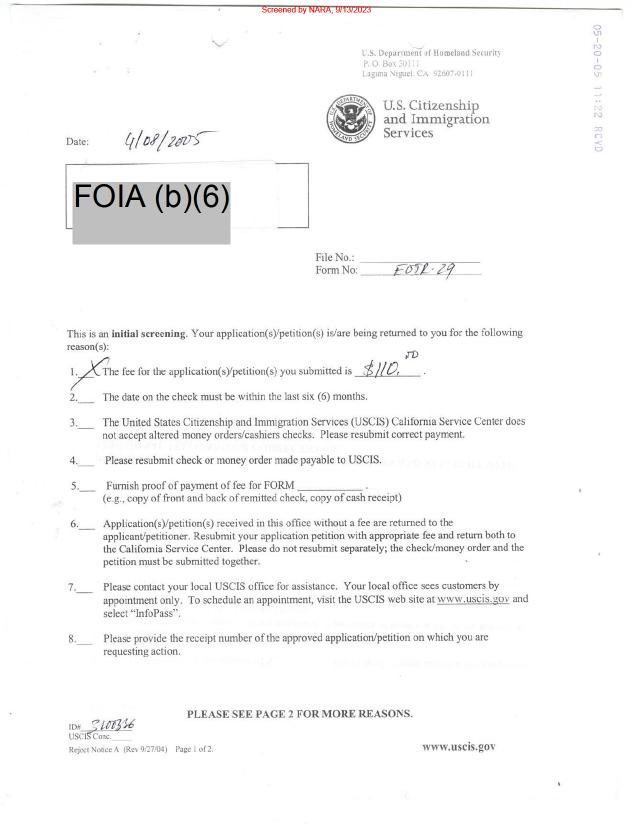 Screened by NARA, 9/13/2023
U.S. Department of Homeland Security
P. O. Box 30111
Laguna Niguel, CA 92607-0111
05-20-05 11:22 RCVD
U.S. Citizenship
and Immigration
Services
Date: 4/08/2005
FOIA (b)(6)
File No.:
Form No:
This is an initial screening. Your application(s)/petition(s) is/are being returned to you for the following
reason(s):
JD
1. X The fee for the application(s)/petition(s) you submitted is $110. .
2.___ The date on the check must be within the last six (6) months.
3.___ The United States Citizenship and Immigration Services (USCIS) California Service Center does
not accept altered money orders/cashiers checks. Please resubmit correct payment.
4.___ Please resubmit check or money order made payable to USCIS.
5.___ Furnish proof of payment of fee for FORM ____________ .
(e.g., copy of front and back of remitted check, copy of cash receipt)
6.___ Application(s)/petition(s) received in this office without a fee are returned to the
applicant/petitioner. Resubmit your application petition with appropriate fee and return both to
the California Service Center. Please do not resubmit separately; the check/money order and the
petition must be submitted together.
7.___ Please contact your local USCIS office for assistance. Your local office sees customers by
appointment only. To schedule an appointment, visit the USCIS web site at www.uscis.gov and
select “InfoPass”.
8.___ Please provide the receipt number of the approved application/petition on which you are
requesting action.
PLEASE SEE PAGE 2 FOR MORE REASONS.
ID#
USCIS Conc.
Reject Notice A (Rev 9/27/04) Page 1 of 2.
www.uscis.gov